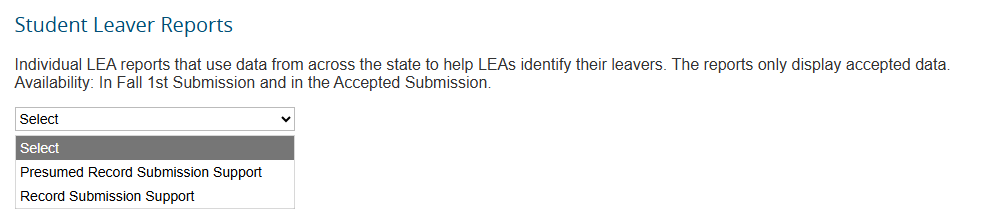 Student Leaver Reports
Individual LEA reports that use data from across the state to help LEAs identify their leavers. The reports only display accepted data.
Availability: In Fall 1st Submission and in the Accepted Submission.
Select
Select
Presumed Record Submission Support
Record Submission Support